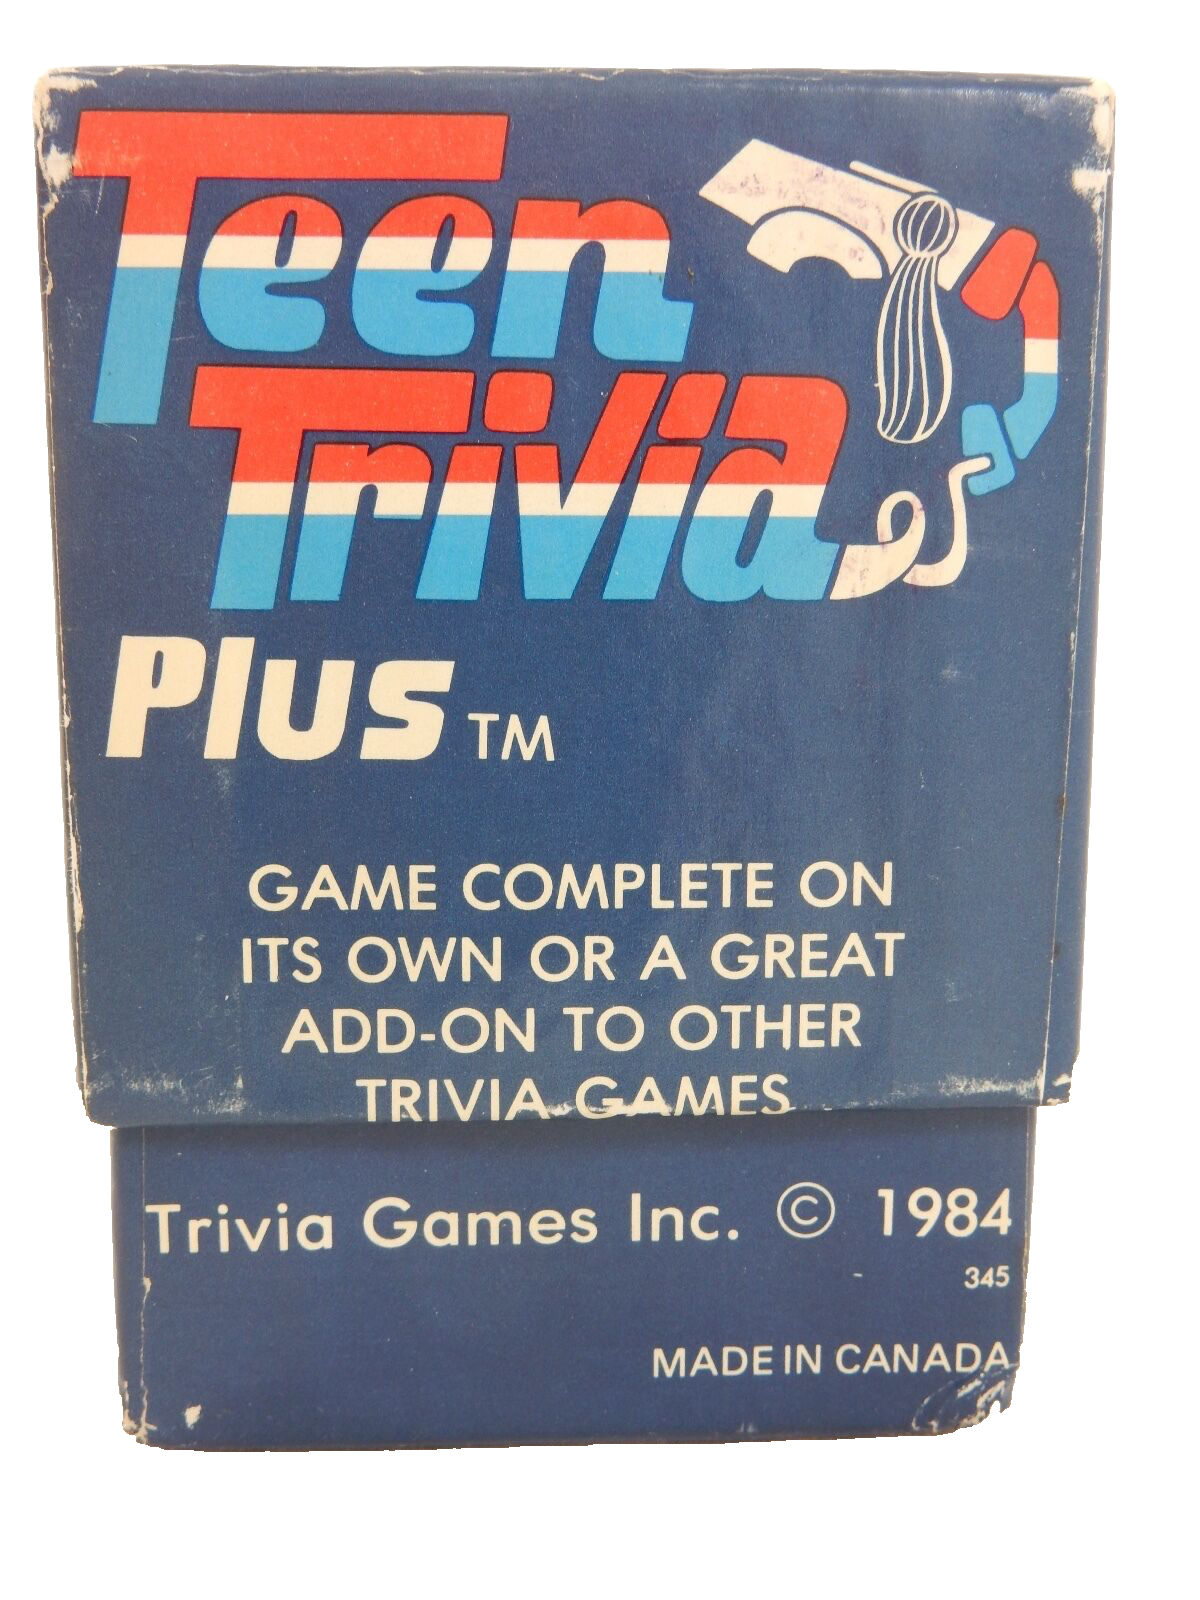 Teen
Trivia
Plus TM
GAME COMPLETE ON
ITS OWN OR A GREAT
ADD-ON TO OTHER
TRIVIA GAMES
Trivia Games Inc. © 1984
345
MADE IN CANADA